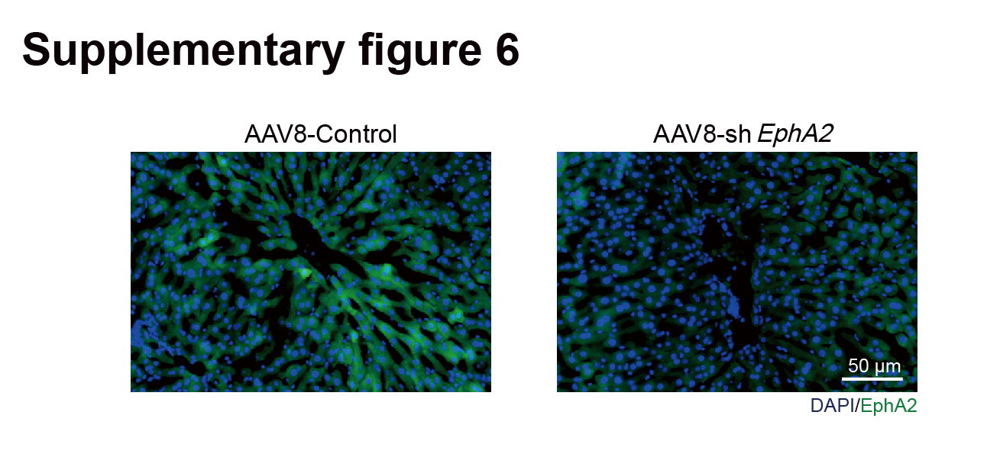 Supplementary figure 6
AAV8-Control
AAV8-sh EphA2
50 µm
DAPI/EphA2